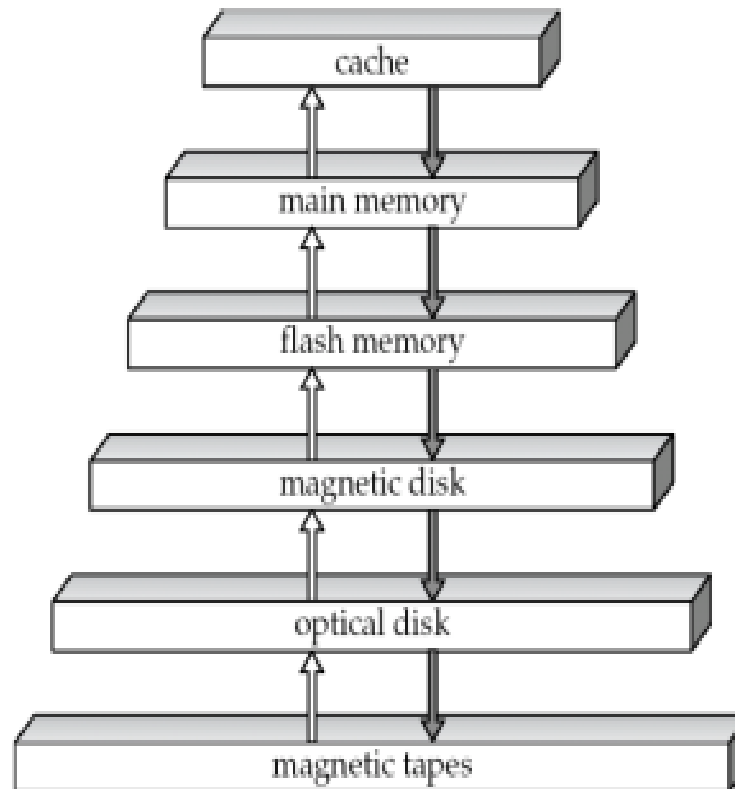 cache
main memory
flash memory
magnetic disk
optical disk
magnetic tapes